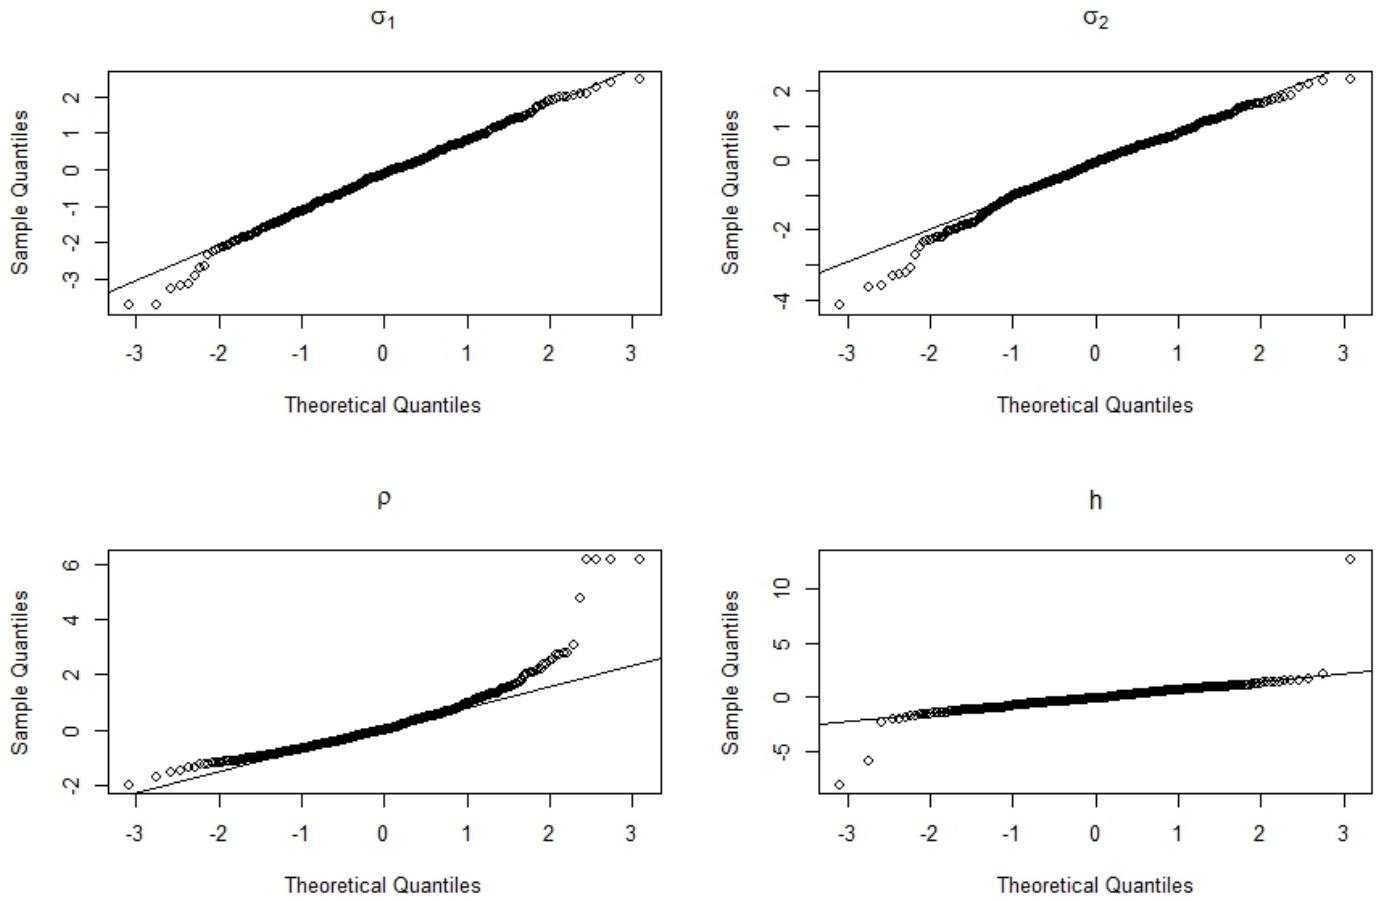 σ1
Sample Quantiles
2
1
0
-1
-2
-3
-3 -2 -1 0 1 2 3
Theoretical Quantiles
σ2
Sample Quantiles
2
1
0
-2
-4
-3 -2 -1 0 1 2 3
Theoretical Quantiles
ρ
Sample Quantiles
6
4
2
0
-2
-3 -2 -1 0 1 2 3
Theoretical Quantiles
h
Sample Quantiles
10
5
0
-5
-3 -2 -1 0 1 2 3
Theoretical Quantiles